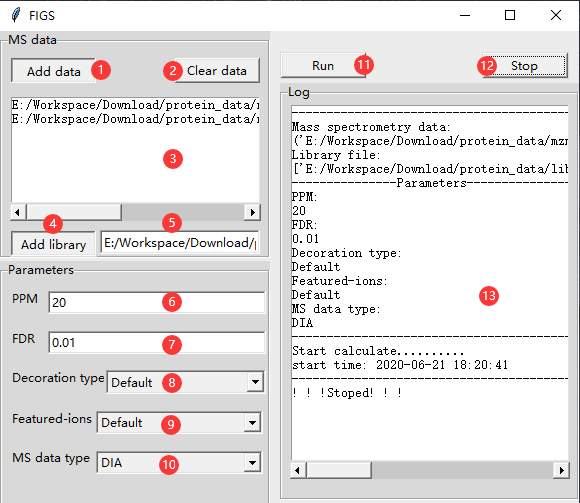 FIGS
MS data
Add data 1
2 Clear data
E:/Workspace/Download/protein_data/
E:/Workspace/Download/protein_data/
3
4
5
Add library E:/Workspace/Download/
Parameters
PPM 20 6
FDR 0.01 7
Decoration type Default 8
Featured-ions Default 9
MS data type DIA 10
Run 11
12 Stop
Log
Mass spectrometry data:
('E:/Workspace/Download/protein_data/mzm
Library file:
['E:/Workspace/Download/protein_data/lib
----------------Parameters----------------
PPM:
20
FDR:
0.01
Decoration type:
Default
Featured-ions:
Default
13
MS data type:
DIA
Start calculate..........
start time: 2020-06-21 18:20:41
! ! !Stoped! ! !